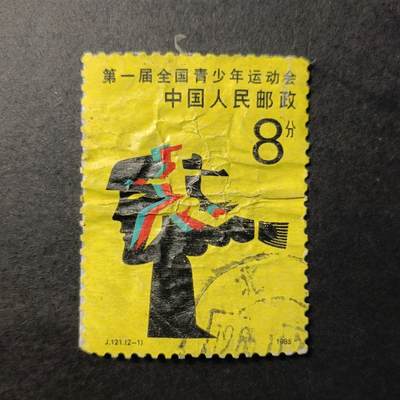 第一届全国青少年运动会
中国人民邮政
8分
J.121.(2-1)
1985
北